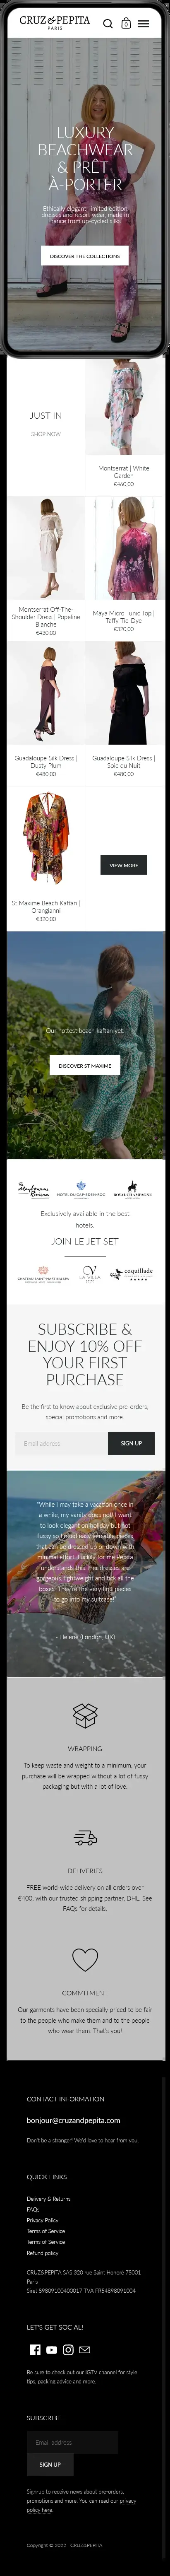 CRUZ&PEPITA
PARIS
0
LUXURY
BEACHWEAR
& PRÊT-
À-PORTER
Ethically elegant, limited edition
dresses and resort wear, made in
France from up-cycled silks.
DISCOVER THE COLLECTIONS
JUST IN
SHOP NOW
Montserrat | White
Garden
€460.00
Montserrat Off-The-
Shoulder Dress | Popeline
Blanche
€430.00
Maya Micro Tunic Top |
Taffy Tie-Dye
€320.00
Guadaloupe Silk Dress |
Dusty Plum
€480.00
Guadaloupe Silk Dress |
Soie du Nuit
€480.00
St Maxime Beach Kaftan |
Orangianni
€320.00
VIEW MORE
Our hottest beach kaftan yet.
DISCOVER ST MAXIME
HOTEL DU CAP-EDEN-ROC
ROYAL CHAMPAGNE
Exclusively available in the best
hotels.
JOIN LE JET SET
CHATEAU SAINT-MARTIN & SPA
LA VILLA
coquillade
SUBSCRIBE &
ENJOY 10% OFF
YOUR FIRST
PURCHASE
Be the first to know about exclusive pre-orders,
special promotions and more.
Email address
SIGN UP
"While I may take a vacation once in
a while, my vanity does not! I want
to look elegant on holiday but not
fussy so I need easy versatile pieces
that can be dressed up or down with
minimal effort. Luckily for me Pepita
understands this. Her dresses are
gorgeous, lightweight and tick all the
boxes. They're the very first pieces
to go into my suitcase!"
- Helene (London, UK)
WRAPPING
To keep waste and weight to a minimum, your
purchase will be wrapped without a lot of fussy
packaging but with a lot of love.
DELIVERIES
FREE world-wide delivery on all orders over
€400, with our trusted shipping partner, DHL. See
FAQs for details.
COMMITMENT
Our garments have been specially priced to be fair
to the people who make them and to the people
who wear them. That's you!
CONTACT INFORMATION
bonjour@cruzandpepita.com
Don't be a stranger! We'd love to hear from you.
QUICK LINKS
Delivery & Returns
FAQs
Privacy Policy
Terms of Service
Terms of Service
Refund policy
CRUZ&PEPITA SAS 320 rue Saint Honoré 75001
Paris
Siret 89809100400017 TVA FR54898091004
LET'S GET SOCIAL!
Be sure to check out our IGTV channel for style
tips, packing advice and more.
SUBSCRIBE
Email address
SIGN UP
Sign-up to receive news about pre-orders,
promotions and more. You can read our privacy
policy here.
Copyright © 2022 CRUZ&PEPITA